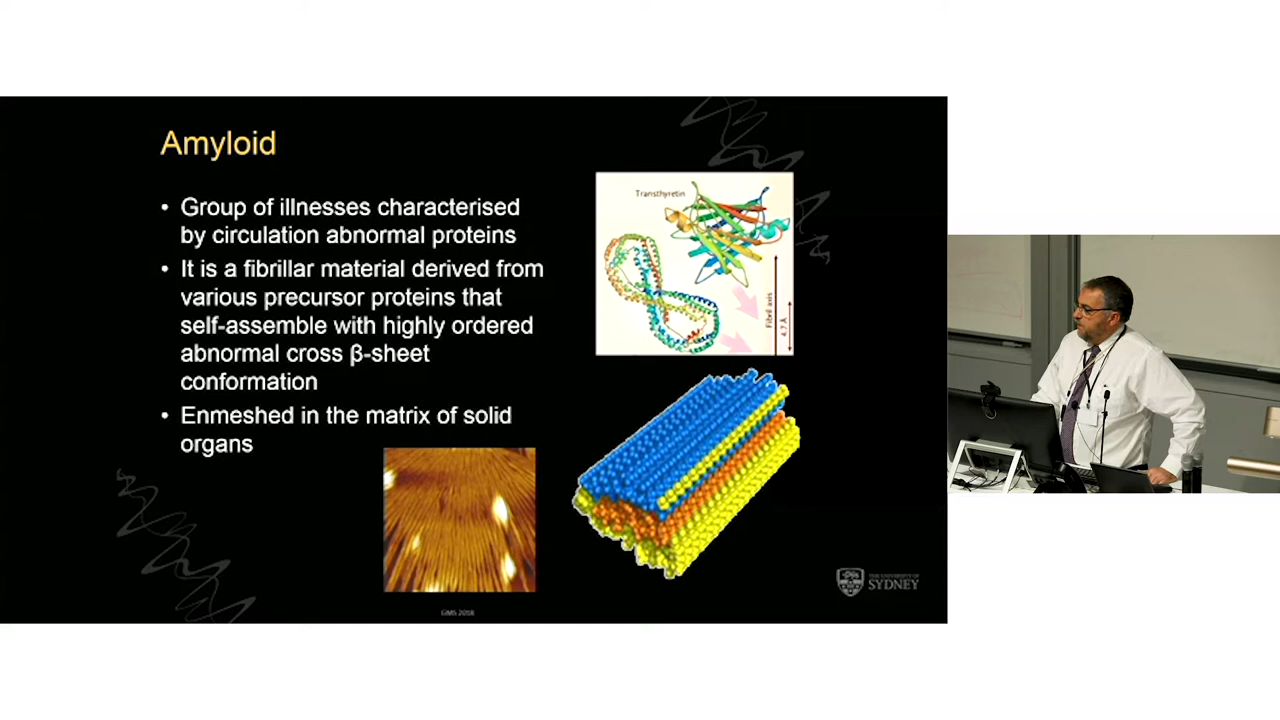 Amyloid
• Group of illnesses characterised
by circulation abnormal proteins
• It is a fibrillar material derived from
various precursor proteins that
self-assemble with highly ordered
abnormal cross β-sheet
conformation
• Enmeshed in the matrix of solid
organs
Transthyretin
Fibril axis
4.7 Å
THE UNIVERSITY OF
SYDNEY